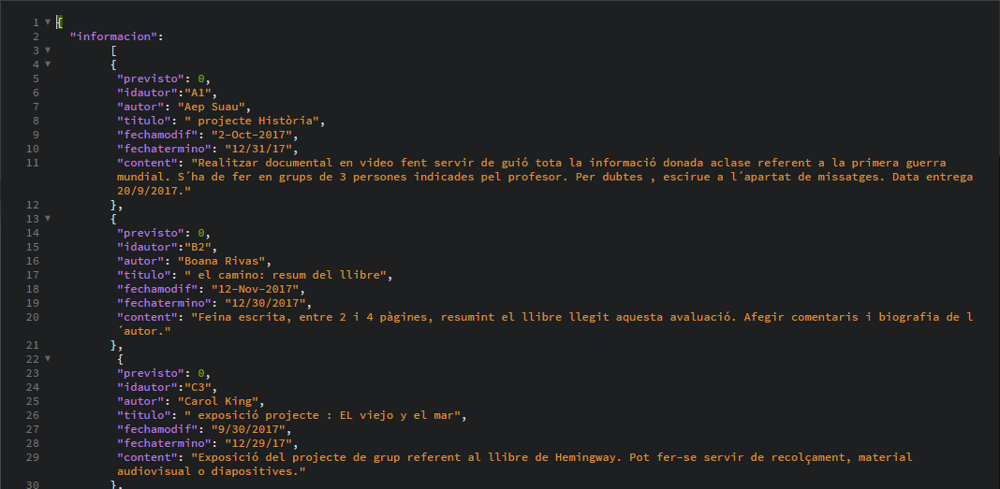 1 {
2 "informacion":
3 [
4 {
5 "previsto": 0,
6 "idautor":"A1",
7 "autor": "Aep Suau",
8 "titulo": " projecte Història",
9 "fechamodif": "2-Oct-2017",
10 "fechatermino": "12/31/17",
11 "content": "Realitzar documental en video fent servir de guió tota la informació donada aclase referent a la primera guerra
mundial. S´ha de fer en grups de 3 persones indicades pel profesor. Per dubtes , escirue a l´apartat de missatges. Data entrega
20/9/2017."
12 },
13 {
14 "previsto": 0,
15 "idautor":"B2",
16 "autor": "Boana Rivas",
17 "titulo": " el camino: resum del llibre",
18 "fechamodif": "12-Nov-2017",
19 "fechatermino": "12/30/2017",
20 "content": "Feina escrita, entre 2 i 4 pàgines, resumint el llibre llegit aquesta avaluació. Afegir comentaris i biografia de l
´autor."
21 },
22 {
23 "previsto": 0,
24 "idautor":"C3",
25 "autor": "Carol King",
26 "titulo": " exposició projecte : EL viejo y el mar",
27 "fechamodif": "9/30/2017",
28 "fechatermino": "12/29/17",
29 "content": "Exposició del projecte de grup referent al llibre de Hemingway. Pot fer-se servir de recolçament, material
audiovisual o diapositives."
30 },